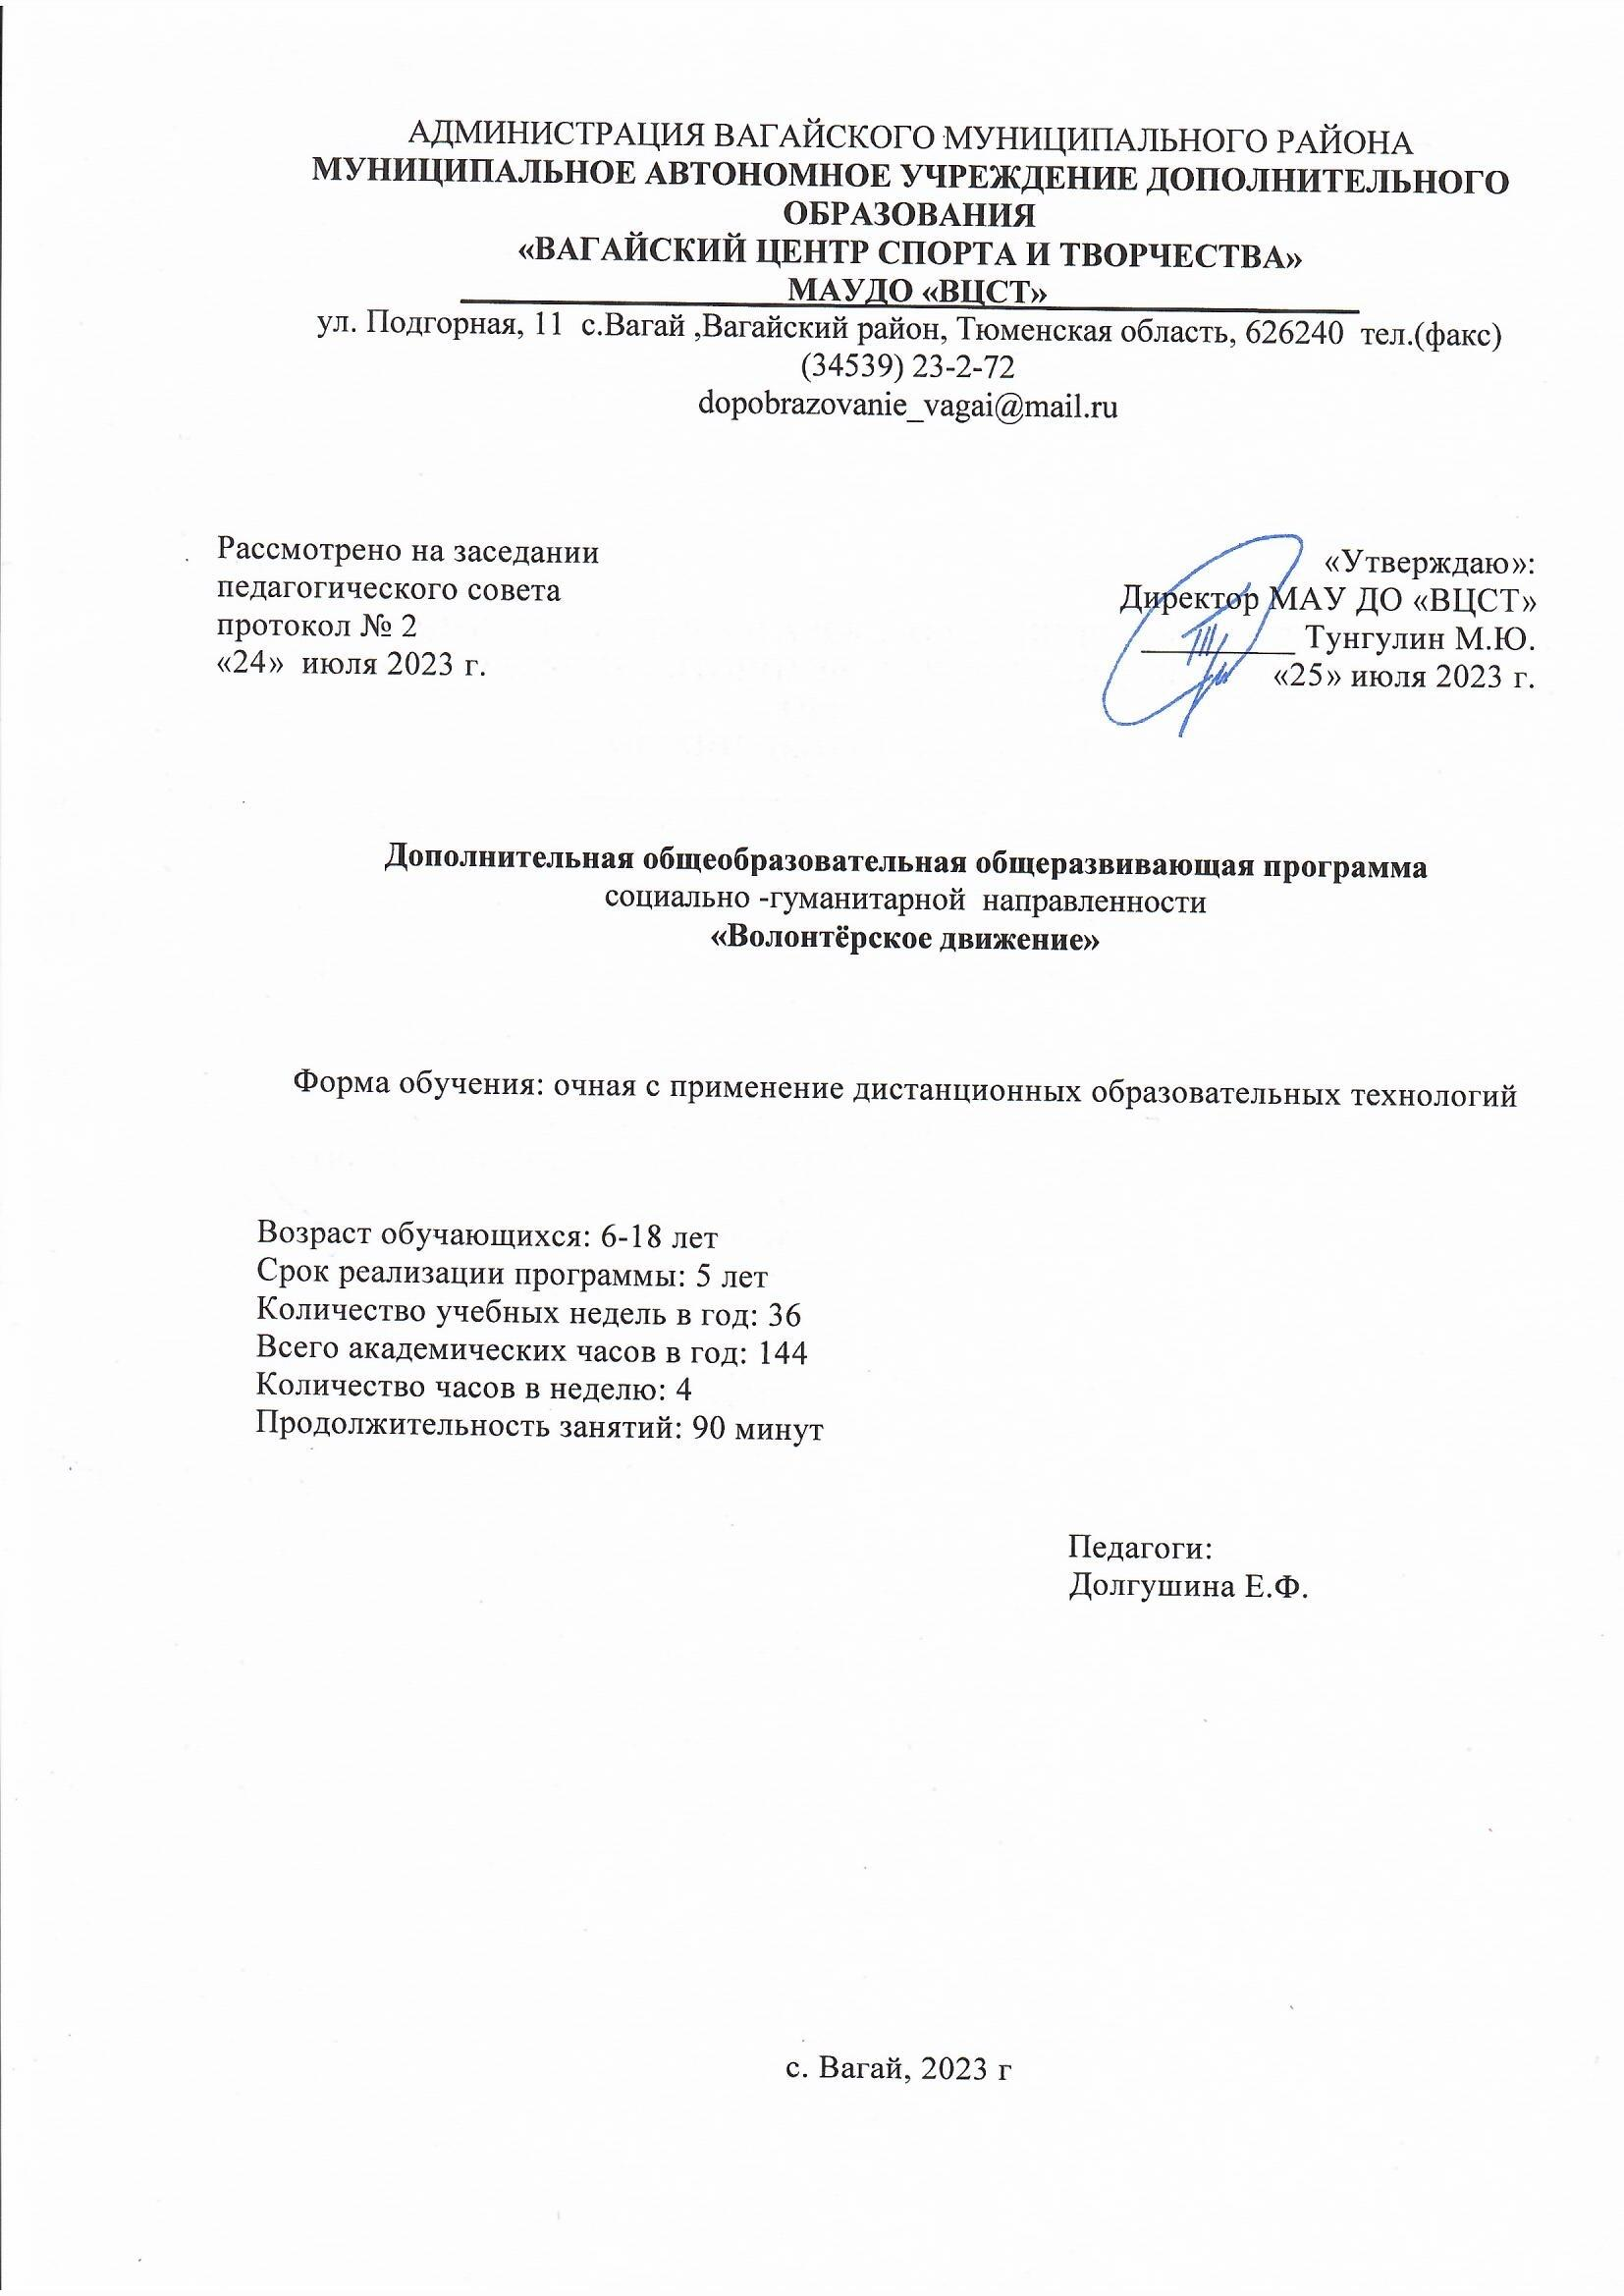 АДМИНИСТРАЦИЯ ВАГАЙСКОГО МУНИЦИПАЛЬНОГО РАЙОНА
МУНИЦИПАЛЬНОЕ АВТОНОМНОЕ УЧРЕЖДЕНИЕ ДОПОЛНИТЕЛЬНОГО
ОБРАЗОВАНИЯ
«ВАГАЙСКИЙ ЦЕНТР СПОРТА И ТВОРЧЕСТВА»
МАУДО «ВЦСТ»
ул. Подгорная, 11 с.Вагай ,Вагайский район, Тюменская область, 626240 тел.(факс)
(34539) 23-2-72
dopobrazovanie_vagai@mail.ru
Рассмотрено на заседании
педагогического совета
протокол № 2
«24» июля 2023 г.
«Утверждаю»:
Директор МАУ ДО «ВЦСТ»
_________ Тунгулин М.Ю.
«25» июля 2023 г.
Дополнительная общеобразовательная общеразвивающая программа
социально -гуманитарной направленности
«Волонтёрское движение»
Форма обучения: очная с применение дистанционных образовательных технологий
Возраст обучающихся: 6-18 лет
Срок реализации программы: 5 лет
Количество учебных недель в год: 36
Всего академических часов в год: 144
Количество часов в неделю: 4
Продолжительность занятий: 90 минут
Педагоги:
Долгушина Е.Ф.
с. Вагай, 2023 г